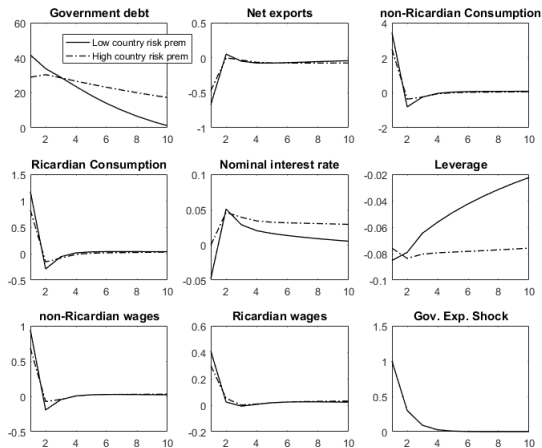 Government debt
Net exports
non-Ricardian Consumption
60
40
20
0
2 4 6 8 10
Low country risk prem
High country risk prem
0.5
0
-0.5
-1
2 4 6 8 10
4
2
0
-2
2 4 6 8 10
Ricardian Consumption
Nominal interest rate
Leverage
1.5
1
0.5
0
-0.5
2 4 6 8 10
0.1
0.05
0
-0.05
2 4 6 8 10
-0.02
-0.04
-0.06
-0.08
-0.1
2 4 6 8 10
non-Ricardian wages
Ricardian wages
Gov. Exp. Shock
1
0.5
0
-0.5
2 4 6 8 10
0.6
0.4
0.2
0
-0.2
2 4 6 8 10
1.5
1
0.5
0
2 4 6 8 10